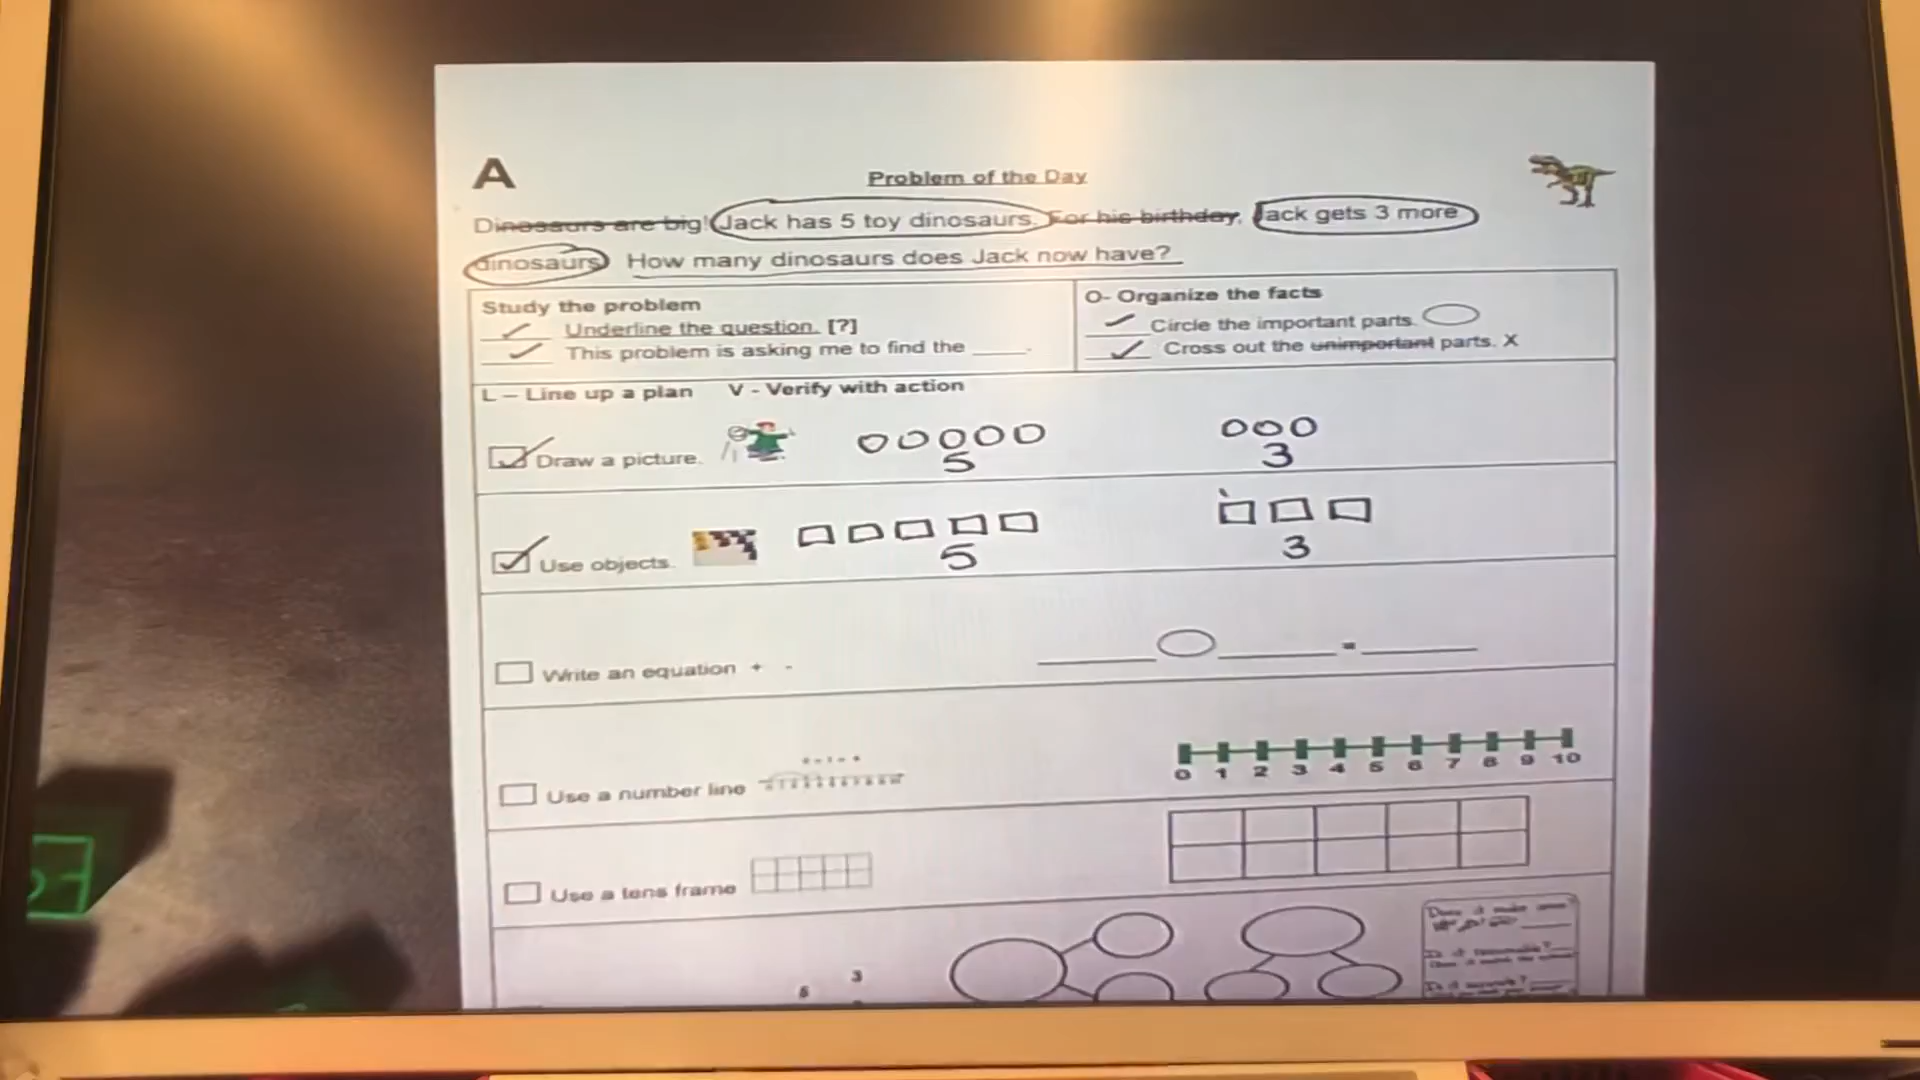 A
Problem of the Day
Dinosaurs are big! Jack has 5 toy dinosaurs. For his birthday, Jack gets 3 more
dinosaurs. How many dinosaurs does Jack now have?
Study the problem
Underline the question. [?]
This problem is asking me to find the ____.
O- Organize the facts
Circle the important parts.
Cross out the unimportant parts. X
L – Line up a plan V - Verify with action
Draw a picture.
5 3
Use objects.
5 3
Write an equation + -
=
Use a number line
0 1 2 3 4 5 6 7 8 9 10
Use a tens frame
5 3